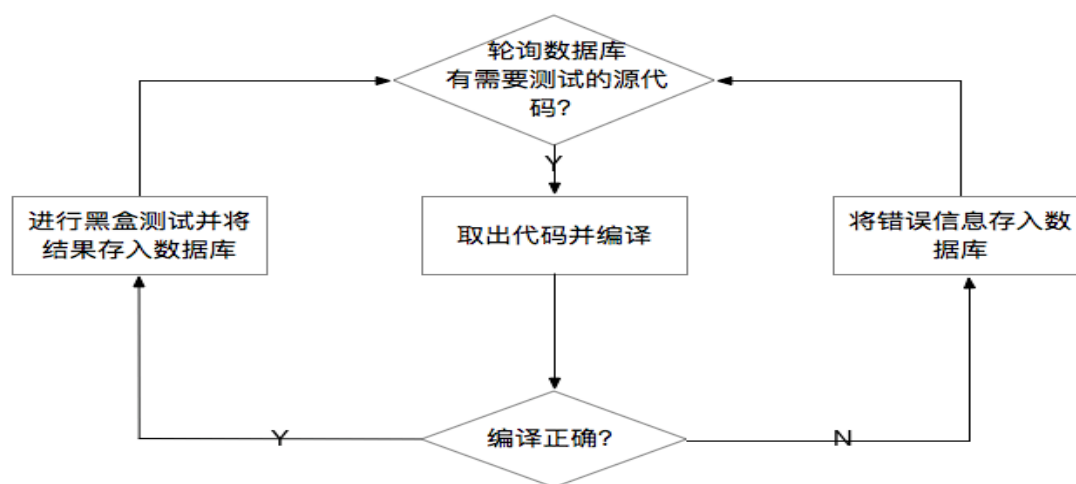 轮询数据库
有需要测试的源代
码?
Y
进行黑盒测试并将
结果存入数据库
取出代码并编译
将错误信息存入数
据库
Y
编译正确?
N